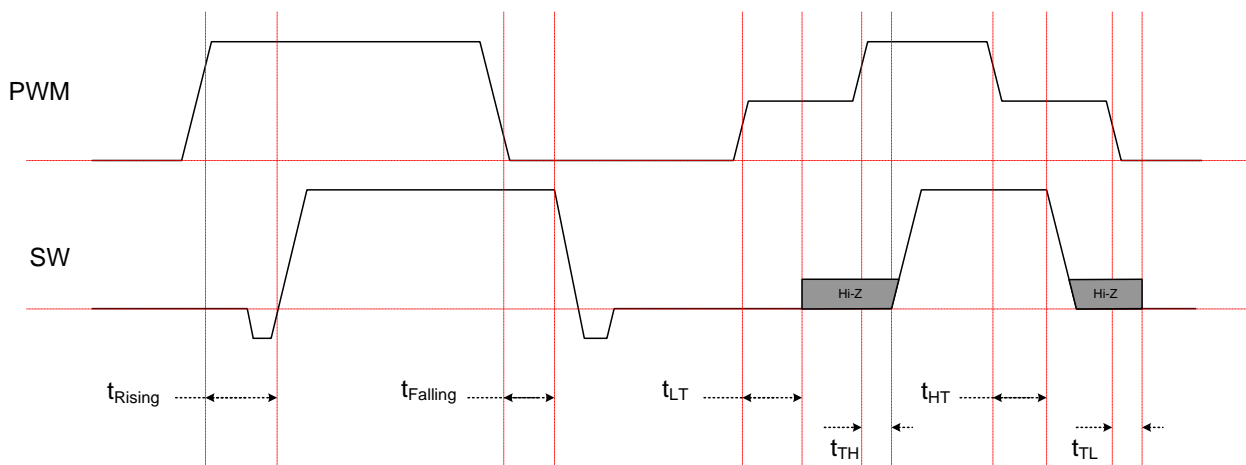 PWM
SW
Hi-Z
Hi-Z
tRising
tFalling
tLT
tHT
tTH
tTL